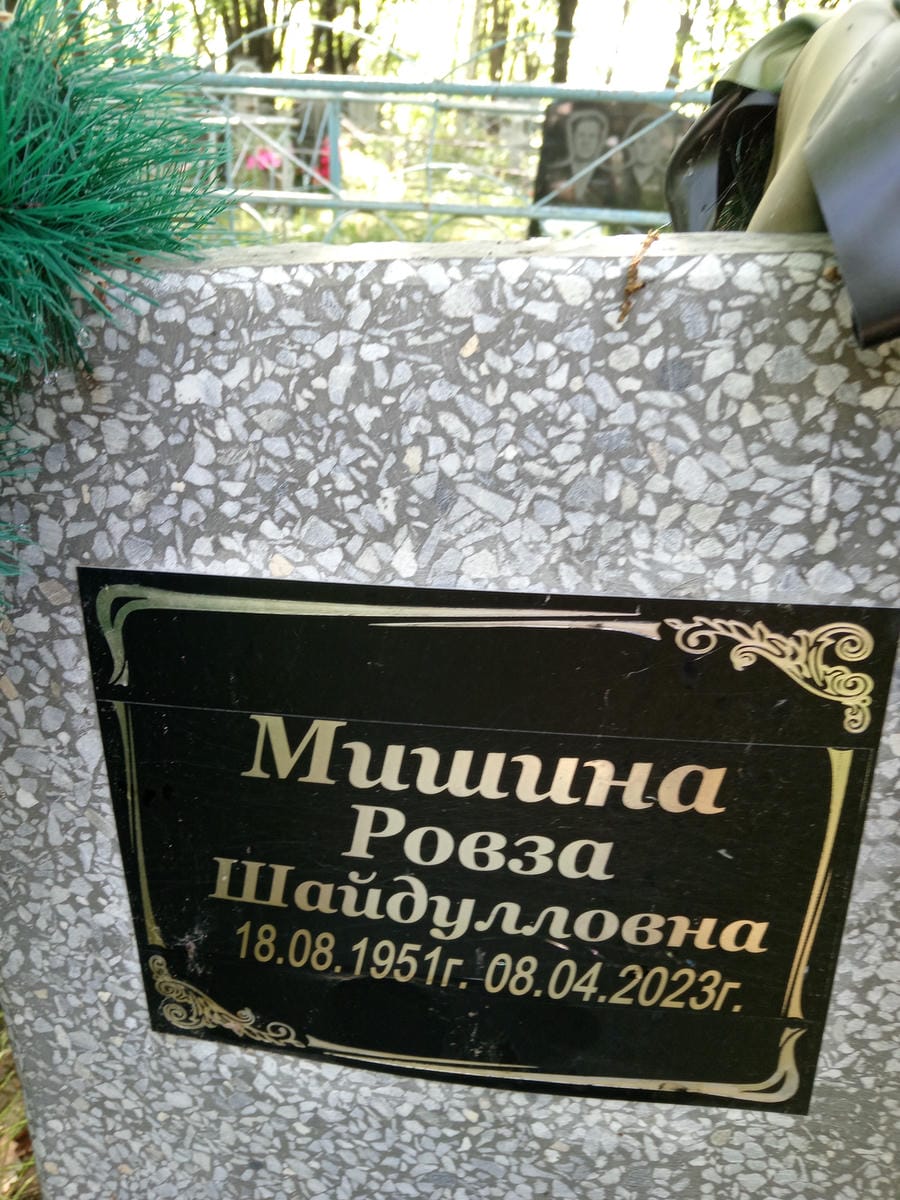 Мишина
Ровза
Шайдулловна
18.08.1951г. 08.04.2023г.